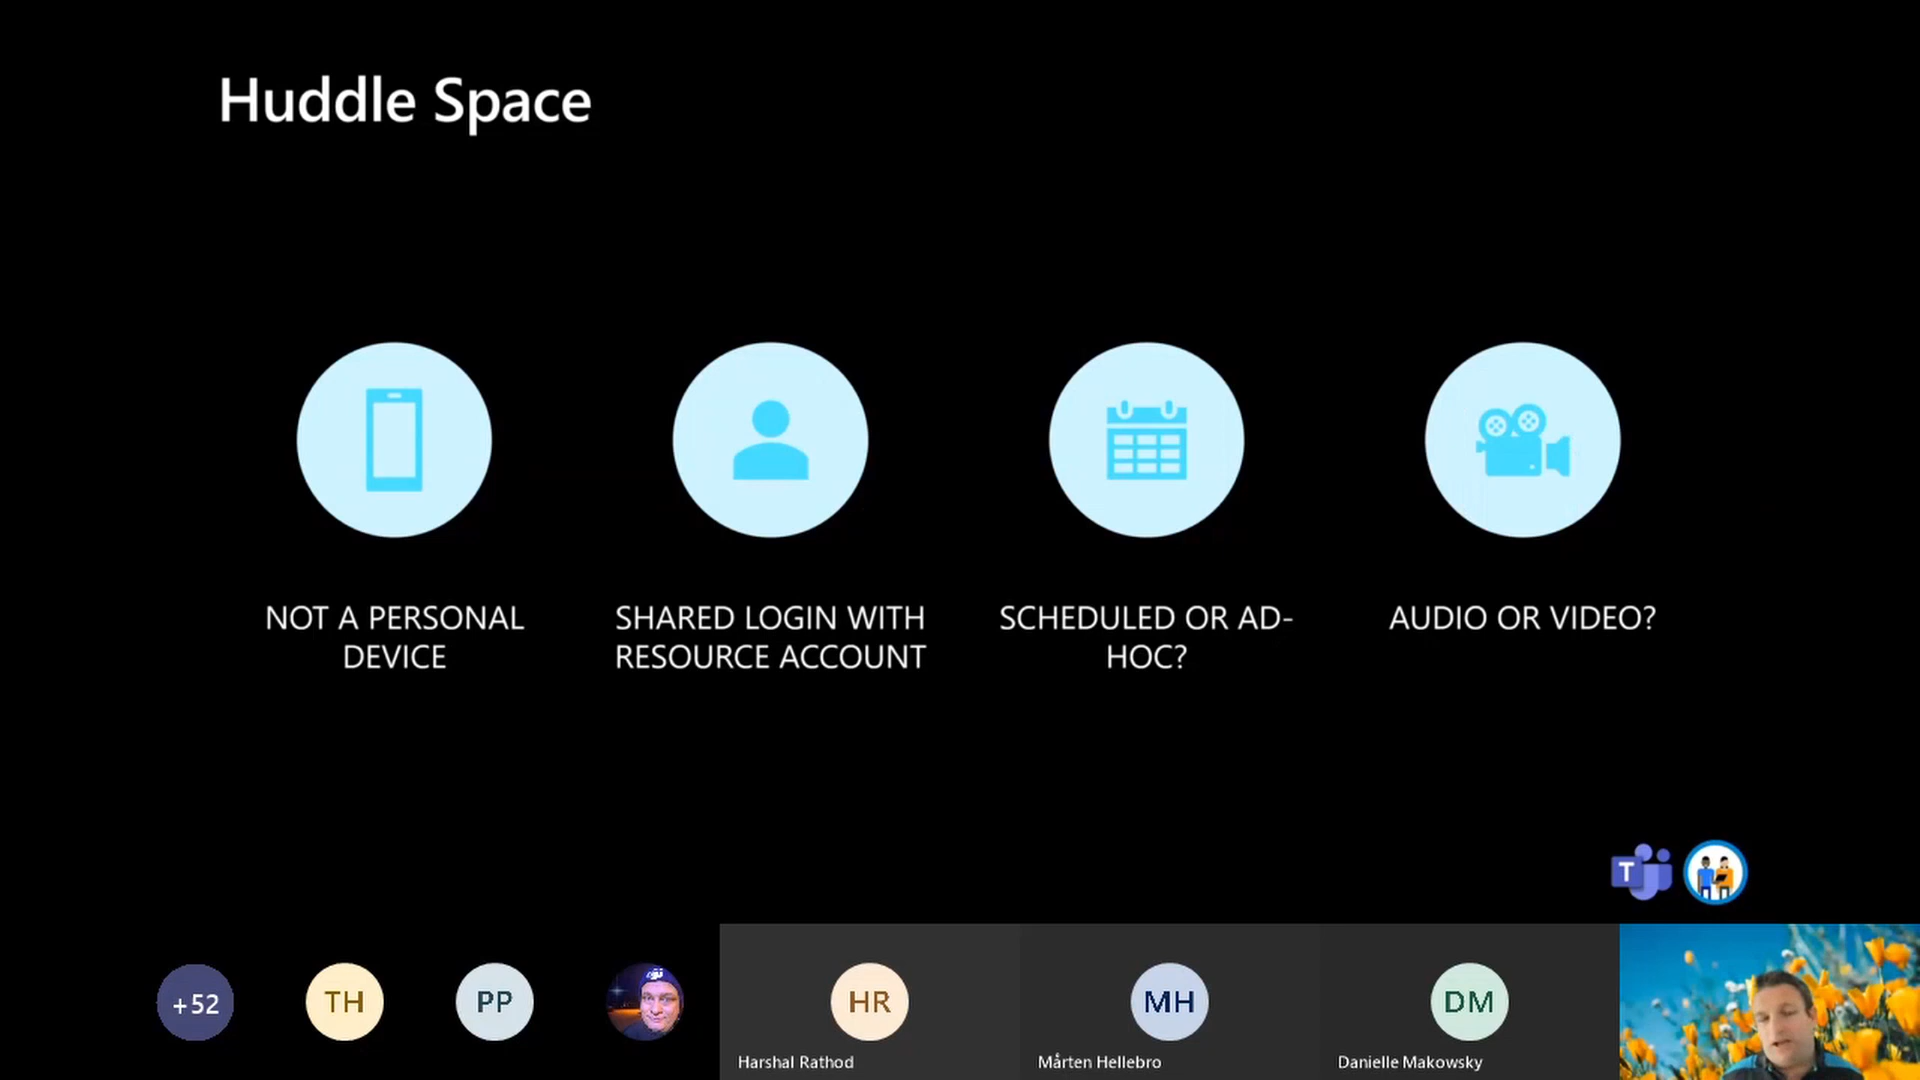 Huddle Space
NOT A PERSONAL
DEVICE
SHARED LOGIN WITH
RESOURCE ACCOUNT
SCHEDULED OR AD-
HOC?
AUDIO OR VIDEO?
T
+52
TH
PP
HR
MH
DM
Harshal Rathod
Mårten Hellebro
Danielle Makowsky